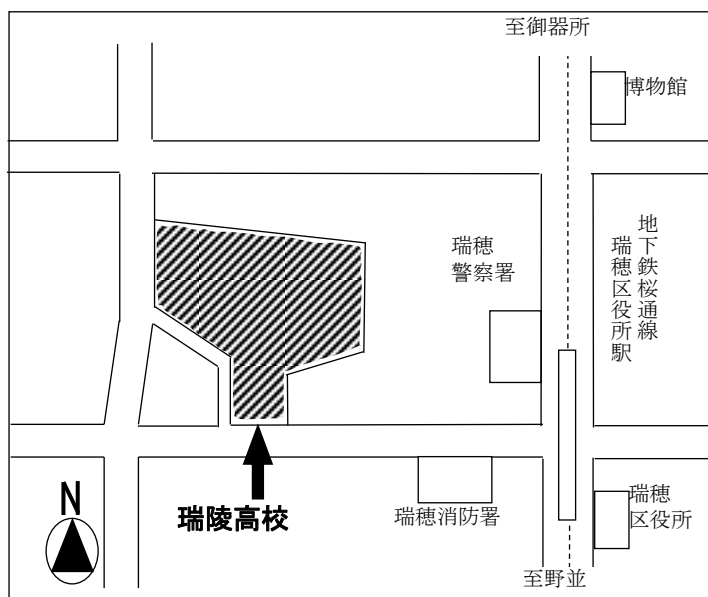 至御器所
博物館
地下鉄桜通線
瑞穂区役所駅
瑞穂
警察署
N
瑞陵高校
瑞穂消防署
瑞穂
区役所
至野並